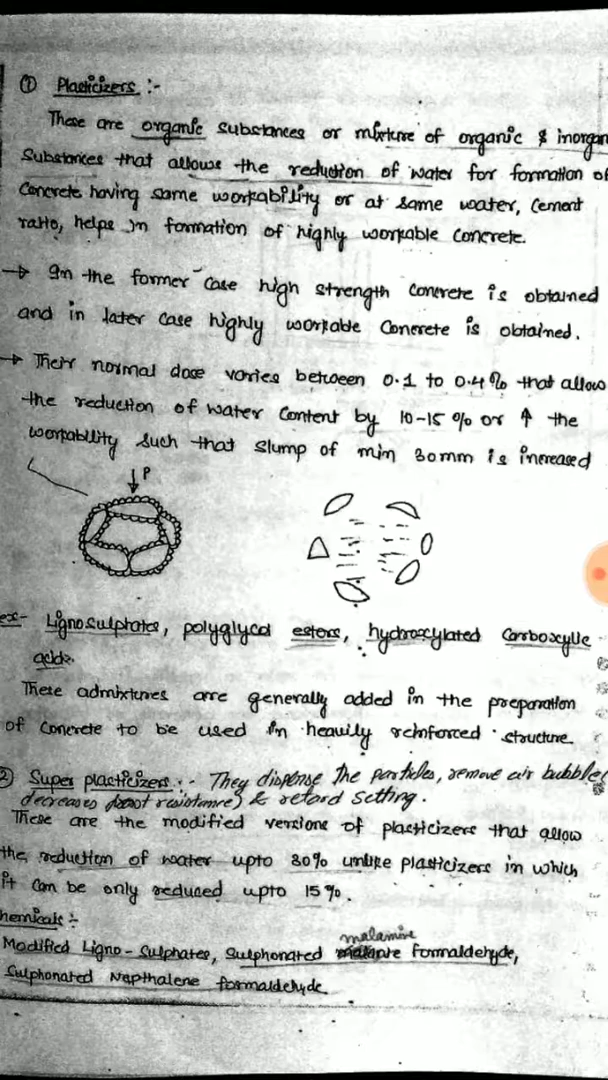 ① Plasticizers :-
These are organic substances or mixture of organic & inorgan
Substances that allows the reduction of water for formation of
Concrete having same workability or at same water, cement
ratio, helps in formation of highly workable concrete.
→ In the former case high strength concrete is obtained
and in later case highly workable Concrete is obtained.
→ Their normal dose varies between 0.1 to 0.4% that allow
the reduction of water content by 10-15 % or ↑ the
workability such that slump of min 30mm is increased
P
ex- Lignosulphates, polyglycol esters, hydroxylated Carboxylic
acids.
These admixtures are generally added in the preparation
of Concrete to be used in heavily reinforced structure
2) Super plasticizers :- They dispense the particles, remove air bubbles
decreases resistance) & retard setting.
These are the modified versions of plasticizers that allow
the reduction of water upto 30% unlike plasticizers in which
it can be only reduced upto 15%.
hemicals :-
malamine
Modified Ligno-Sulphates, Sulphonated formaldehyde,
Sulphonated Napthalene formaldehyde